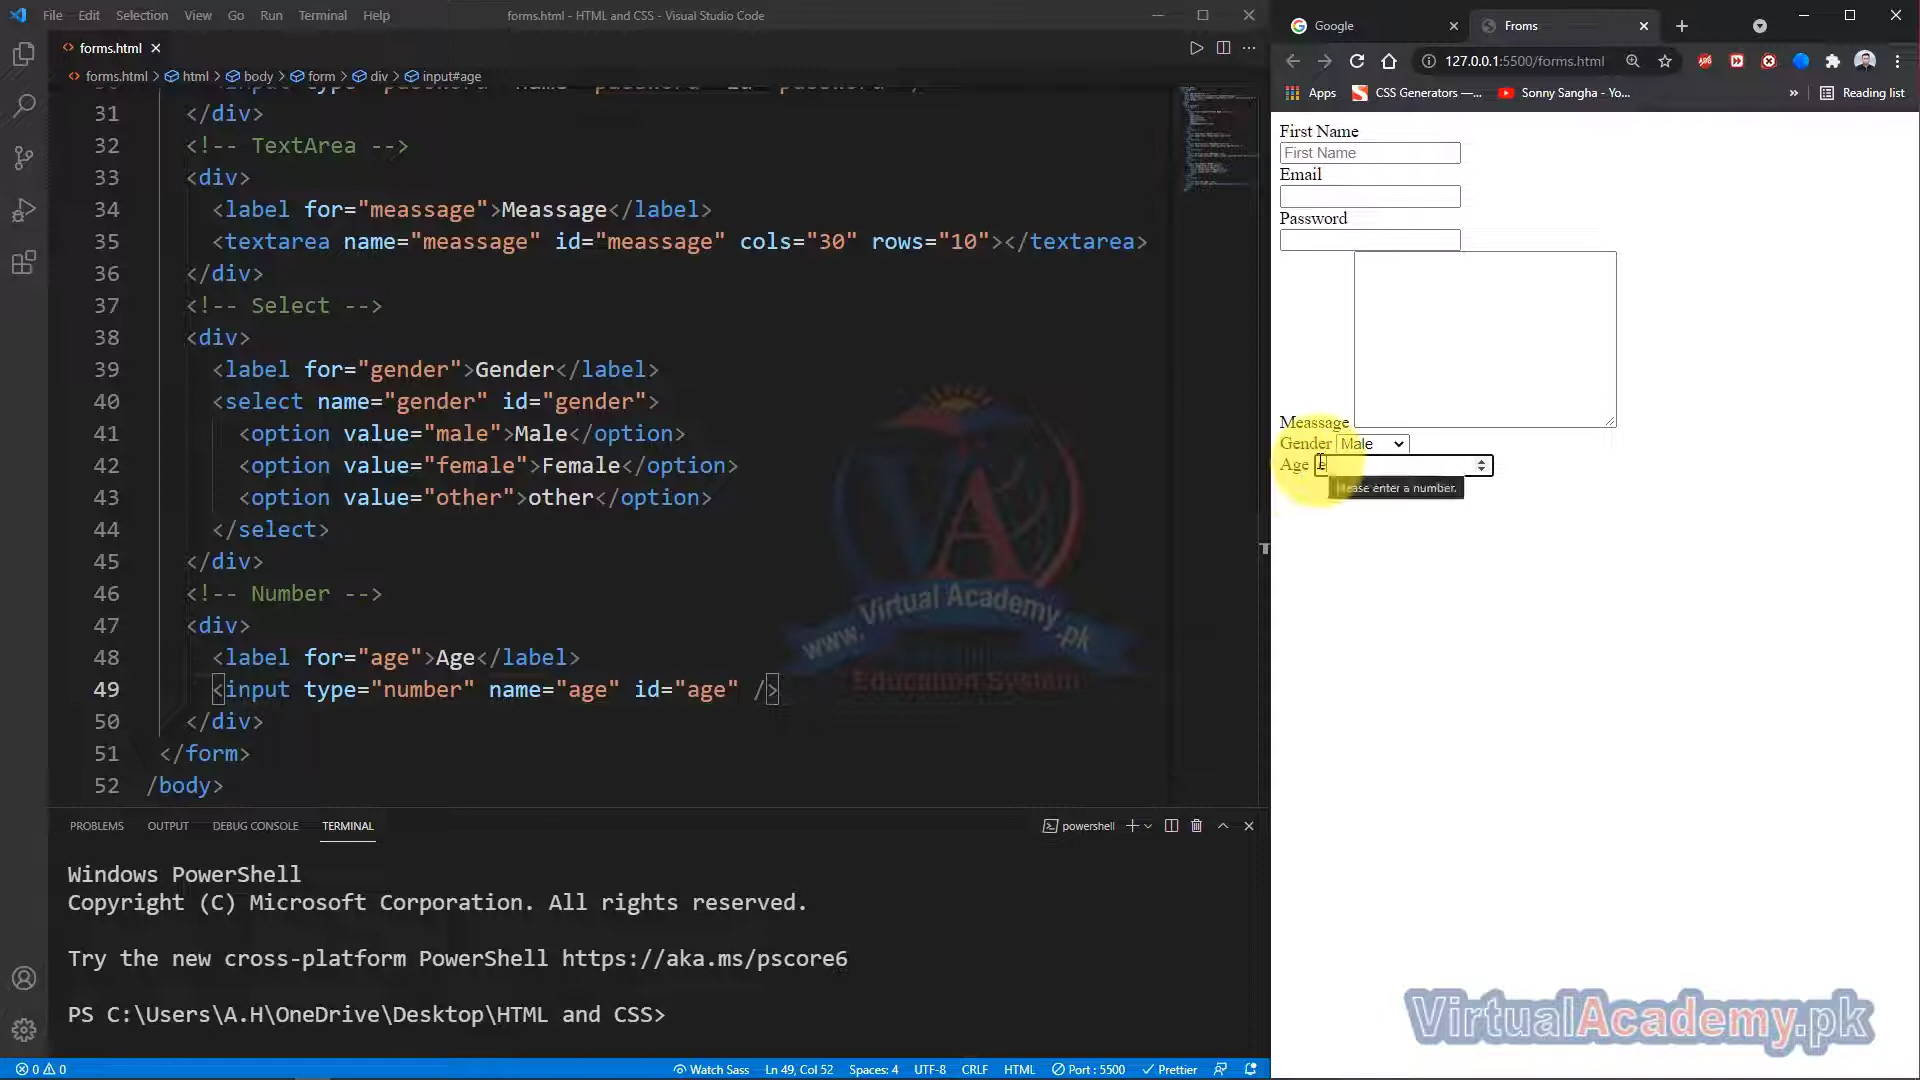 File Edit Selection View Go Run Terminal Help
forms.html - HTML and CSS - Visual Studio Code
forms.html
forms.html > html > body > form > div > input#age
31 </div>
32 <!-- TextArea -->
33 <div>
34 <label for="meassage">Meassage</label>
35 <textarea name="meassage" id="meassage" cols="30" rows="10"></textarea>
36 </div>
37 <!-- Select -->
38 <div>
39 <label for="gender">Gender</label>
40 <select name="gender" id="gender">
41 <option value="male">Male</option>
42 <option value="female">Female</option>
43 <option value="other">other</option>
44 </select>
45 </div>
46 <!-- Number -->
47 <div>
48 <label for="age">Age</label>
49 <input type="number" name="age" id="age" />
50 </div>
51 </form>
52 /body>
www.VirtualAcademy.pk
Education System
PROBLEMS OUTPUT DEBUG CONSOLE TERMINAL
powershell
Windows PowerShell
Copyright (C) Microsoft Corporation. All rights reserved.
Try the new cross-platform PowerShell https://aka.ms/pscore6
PS C:\Users\A.H\OneDrive\Desktop\HTML and CSS>
0 0
Watch Sass Ln 49, Col 52 Spaces: 4 UTF-8 CRLF HTML Port : 5500 Prettier
Google
Froms
127.0.0.1:5500/forms.html
Apps CSS Generators —... Sonny Sangha - Yo... » Reading list
First Name
First Name
Email
Password
Meassage
Gender Male
Age e
enter a number.
VirtualAcademy.pk